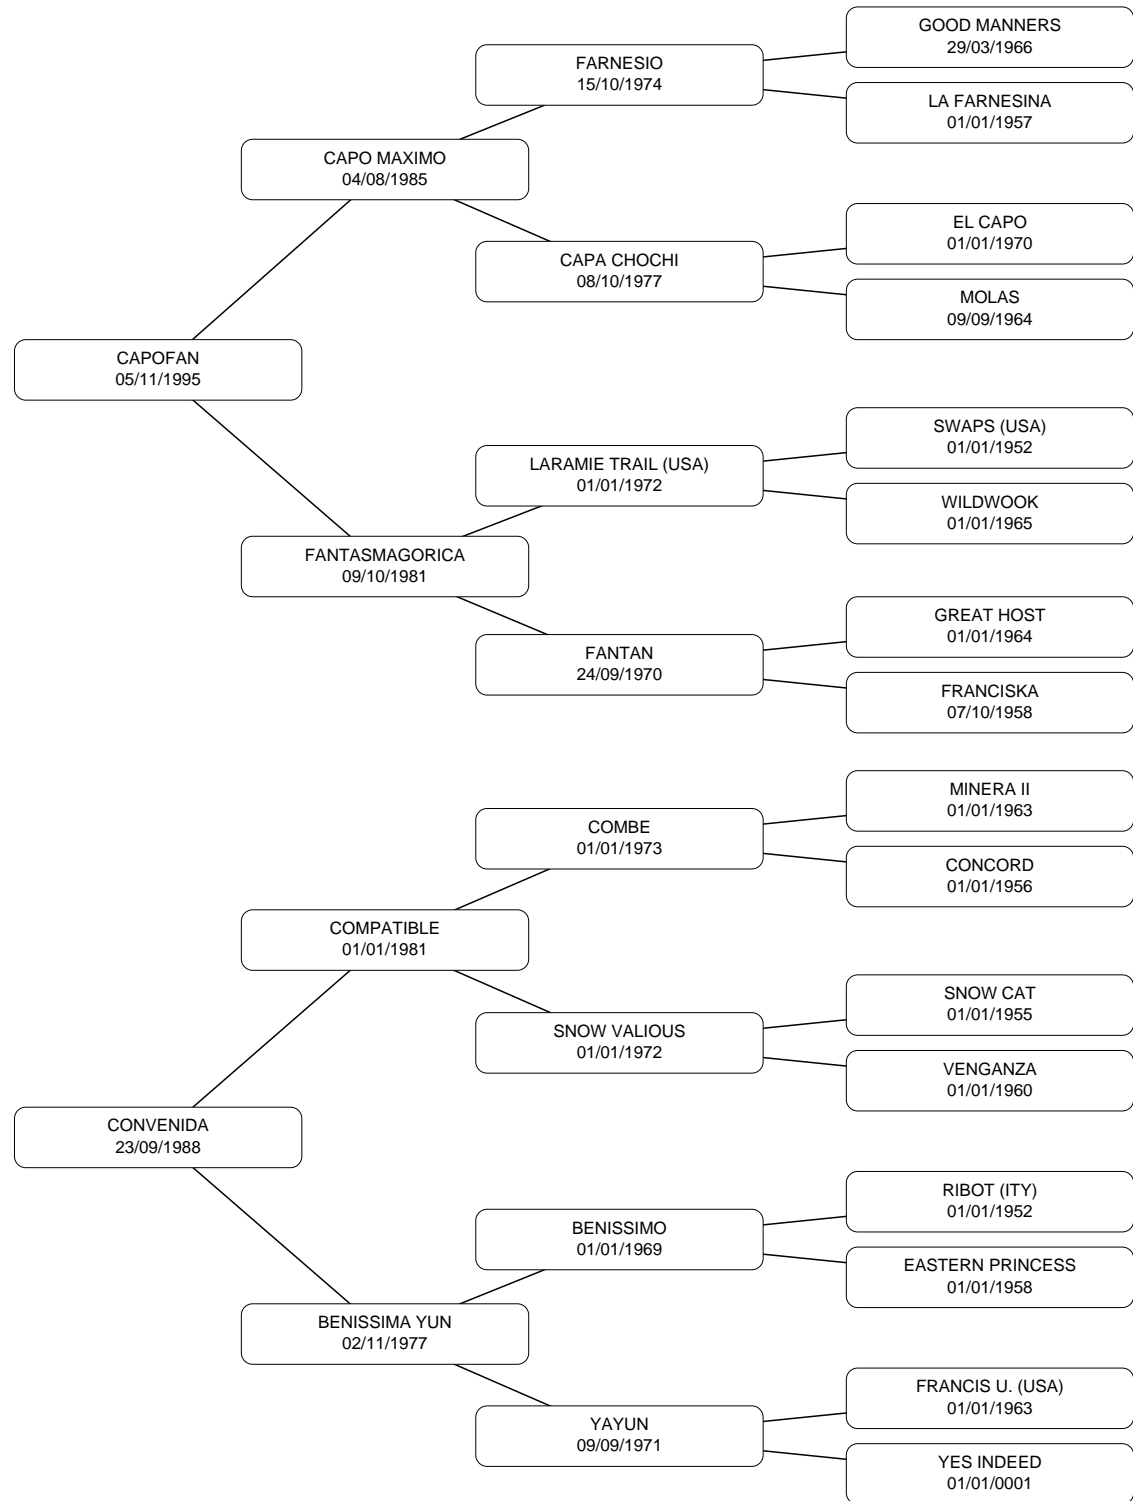 GOOD MANNERS
29/03/1966
FARNESIO
15/10/1974
LA FARNESINA
01/01/1957
CAPO MAXIMO
04/08/1985
EL CAPO
01/01/1970
CAPA CHOCHI
08/10/1977
MOLAS
09/09/1964
CAPOFAN
05/11/1995
SWAPS (USA)
01/01/1952
LARAMIE TRAIL (USA)
01/01/1972
WILDWOOK
01/01/1965
FANTASMAGORICA
09/10/1981
GREAT HOST
01/01/1964
FANTAN
24/09/1970
FRANCISKA
07/10/1958
MINERA II
01/01/1963
COMBE
01/01/1973
CONCORD
01/01/1956
COMPATIBLE
01/01/1981
SNOW CAT
01/01/1955
SNOW VALIOUS
01/01/1972
VENGANZA
01/01/1960
CONVENIDA
23/09/1988
RIBOT (ITY)
01/01/1952
BENISSIMO
01/01/1969
EASTERN PRINCESS
01/01/1958
BENISSIMA YUN
02/11/1977
FRANCIS U. (USA)
01/01/1963
YAYUN
09/09/1971
YES INDEED
01/01/0001